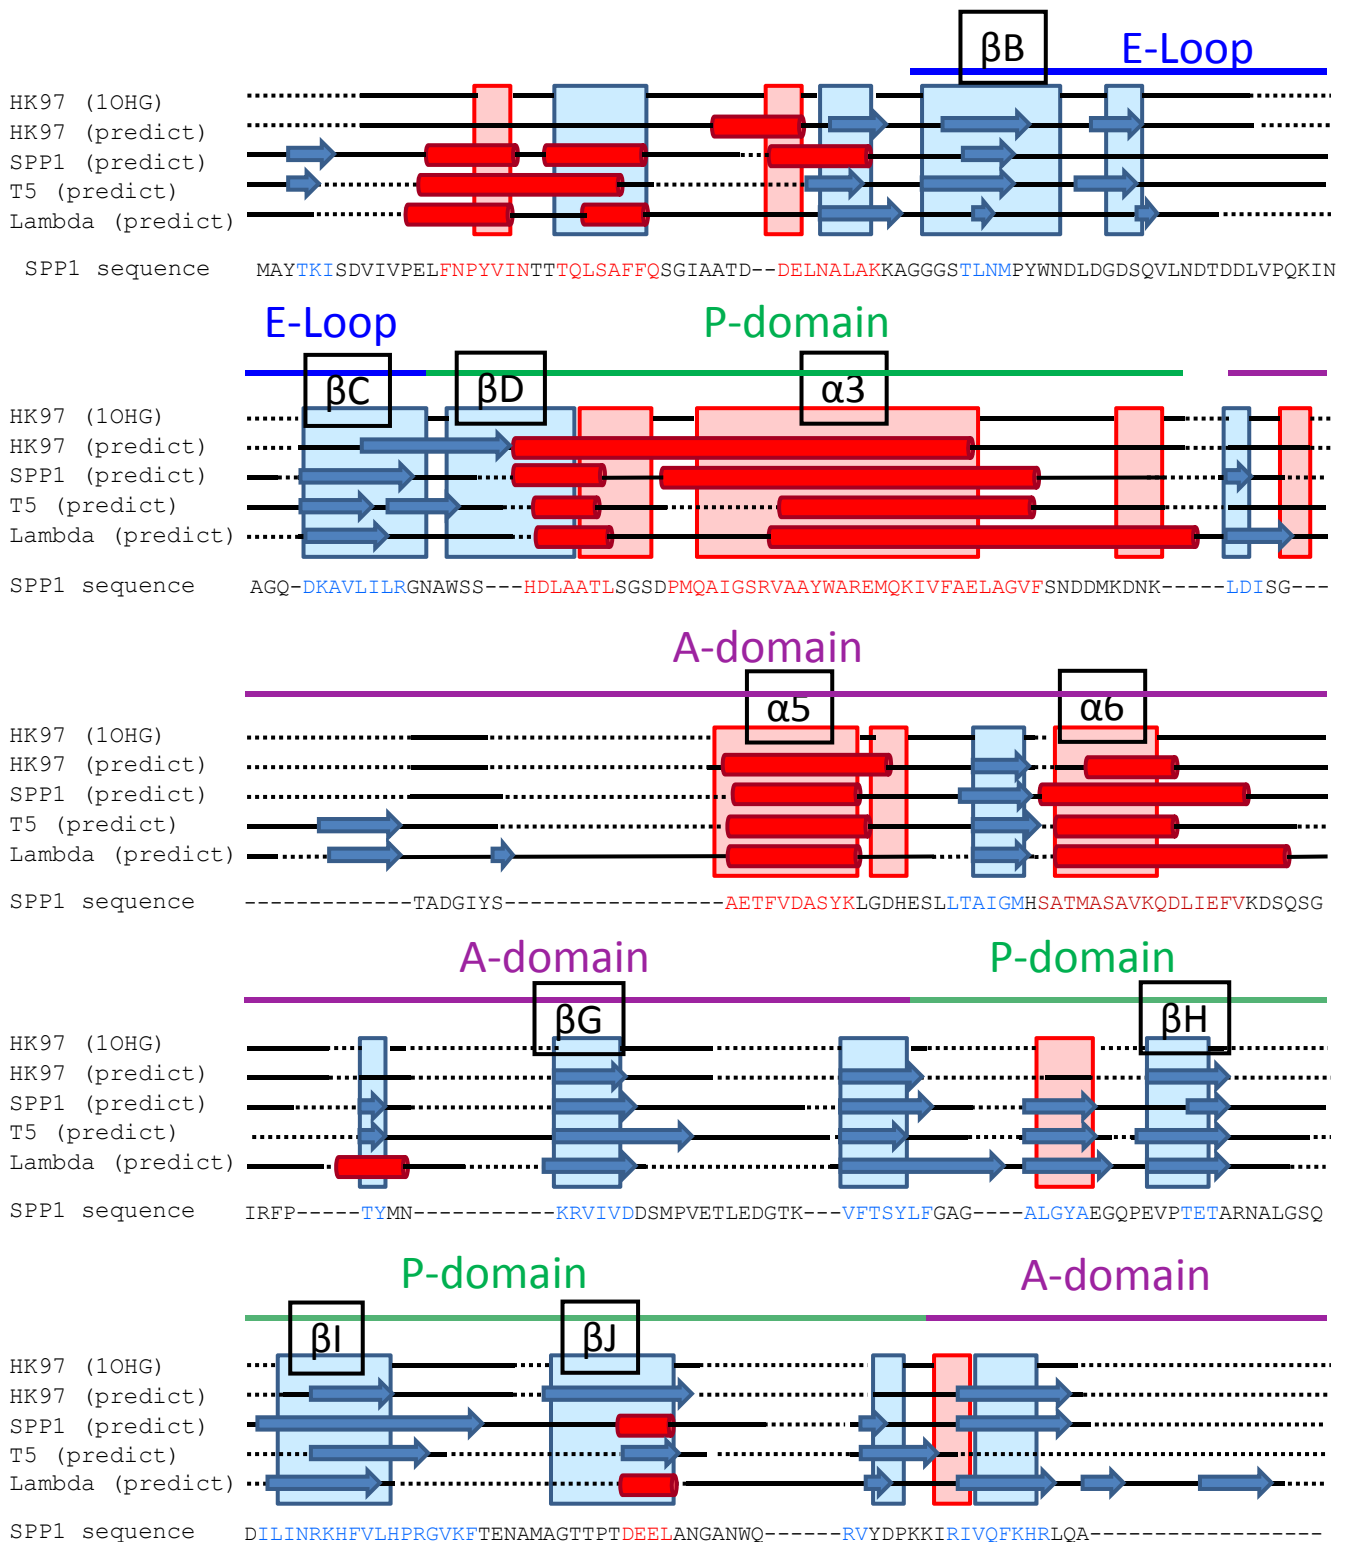 βB E-Loop
HK97 (1OHG)
HK97 (predict)
SPP1 (predict)
T5 (predict)
Lambda (predict)
SPP1 sequence MAYTKISDVIVPELFNPYVINTTTQLSAFFQSGIAATD--DELNALAKKAGGGSTLNMPYWNDLDGDSQVLNDTDDLVPQKIN
E-Loop P-domain
βC βD α3
HK97 (1OHG)
HK97 (predict)
SPP1 (predict)
T5 (predict)
Lambda (predict)
SPP1 sequence AGQ-DKAVLILRGNAWSS---HDLAATLSGSDPMQAIGSRVAAYWAREMQKIVFAELAGVFSNDDMKDNK-----LDISG---
A-domain
α5 α6
HK97 (1OHG)
HK97 (predict)
SPP1 (predict)
T5 (predict)
Lambda (predict)
SPP1 sequence -------------TADGIYS-----------------AETFVDASYKLGDHESLLTAIGMHSATMASAVKQDLIEFVKDSQSG
A-domain P-domain
βG βH
HK97 (1OHG)
HK97 (predict)
SPP1 (predict)
T5 (predict)
Lambda (predict)
SPP1 sequence IRFP-----TYMN-----------KRVIVDDSMPVETLEDGTK---VFTSYLFGAG----ALGYAEGQPEVPTETARNALGSQ
P-domain A-domain
βI βJ
HK97 (1OHG)
HK97 (predict)
SPP1 (predict)
T5 (predict)
Lambda (predict)
SPP1 sequence DILINRKHFVLHPRGVKFTENAMAGTTPTDEELANGANWQ------RVYDPKKIRIVQFKHRLQA------------------